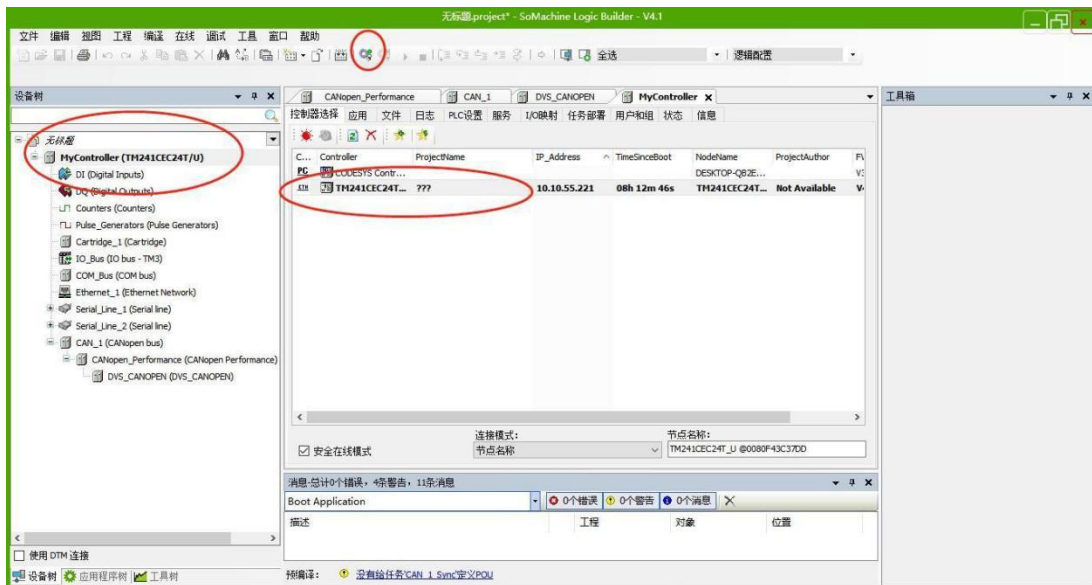 无标题.project* - SoMachine Logic Builder - V4.1
文件 编辑 视图 工程 编译 在线 调试 工具 窗口 帮助
全选 逻辑配置
设备树
无标题
MyController (TM241CEC24T/U)
DI (Digital Inputs)
DQ (Digital Outputs)
Counters (Counters)
Pulse_Generators (Pulse Generators)
Cartridge_1 (Cartridge)
IO_Bus (IO bus - TM3)
COM_Bus (COM bus)
Ethernet_1 (Ethernet Network)
Serial_Line_1 (Serial line)
Serial_Line_2 (Serial line)
CAN_1 (CANopen bus)
CANopen_Performance (CANopen Performance)
DVS_CANOPEN (DVS_CANOPEN)
使用 DTM 连接
设备树 应用程序树 工具树
CANopen_Performance CAN_1 DVS_CANOPEN MyController
控制器选择 应用 文件 日志 PLC设置 服务 I/O映射 任务部署 用户和组 状态 信息
C... Controller ProjectName IP_Address TimeSinceBoot NodeName ProjectAuthor
PC CODESYS Contr... DESKTOP-QB2E...
ETH TM241CEC24T... ??? 10.10.55.221 08h 12m 46s TM241CEC24T... Not Available
安全在线模式
连接模式:
节点名称
节点名称:
TM241CEC24T_U @0080F43C37DD
消息-总计0个错误，4条警告，11条消息
Boot Application 0个错误 0个警告 0个消息
描述 工程 对象 位置
预编译: 没有给任务'CAN_1_Sync'定义POU
工具箱